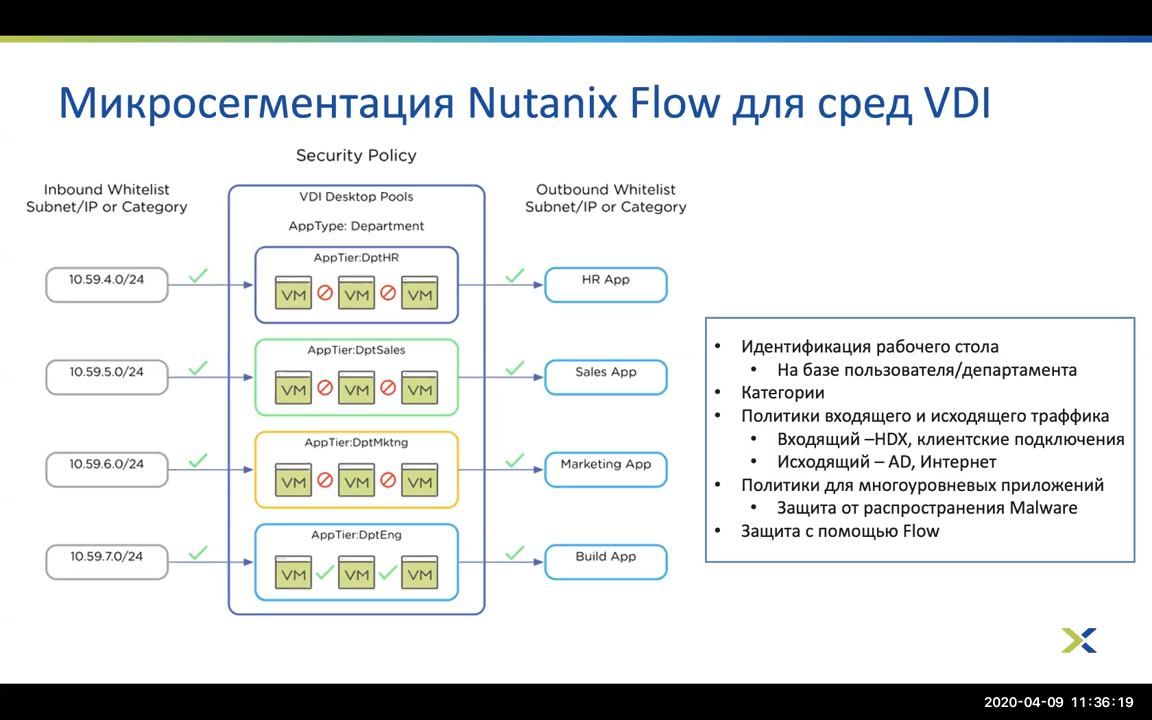 Микросегментация Nutanix Flow для сред VDI
Security Policy
Inbound Whitelist
Subnet/IP or Category
VDI Desktop Pools
AppType: Department
Outbound Whitelist
Subnet/IP or Category
10.59.4.0/24
AppTier:DptHR
VM VM VM
HR App
10.59.5.0/24
AppTier:DptSales
VM VM VM
Sales App
10.59.6.0/24
AppTier:DptMktng
VM VM VM
Marketing App
10.59.7.0/24
AppTier:DptEng
VM VM VM
Build App
• Идентификация рабочего стола
• На базе пользователя/департамента
• Категории
• Политики входящего и исходящего траффика
• Входящий –HDX, клиентские подключения
• Исходящий – AD, Интернет
• Политики для многоуровневых приложений
• Защита от распространения Malware
• Защита с помощью Flow
2020-04-09 11:36:19